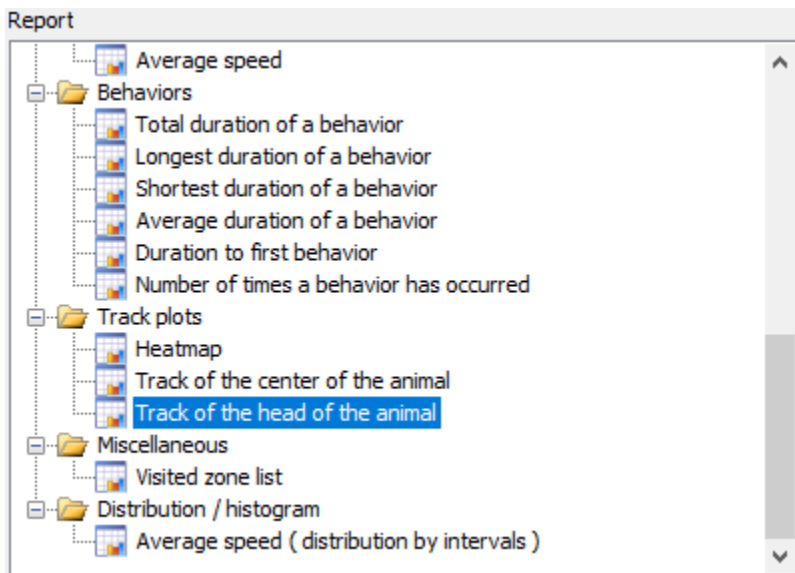 Report
Average speed
Behaviors
Total duration of a behavior
Longest duration of a behavior
Shortest duration of a behavior
Average duration of a behavior
Duration to first behavior
Number of times a behavior has occurred
Track plots
Heatmap
Track of the center of the animal
Track of the head of the animal
Miscellaneous
Visited zone list
Distribution / histogram
Average speed ( distribution by intervals )